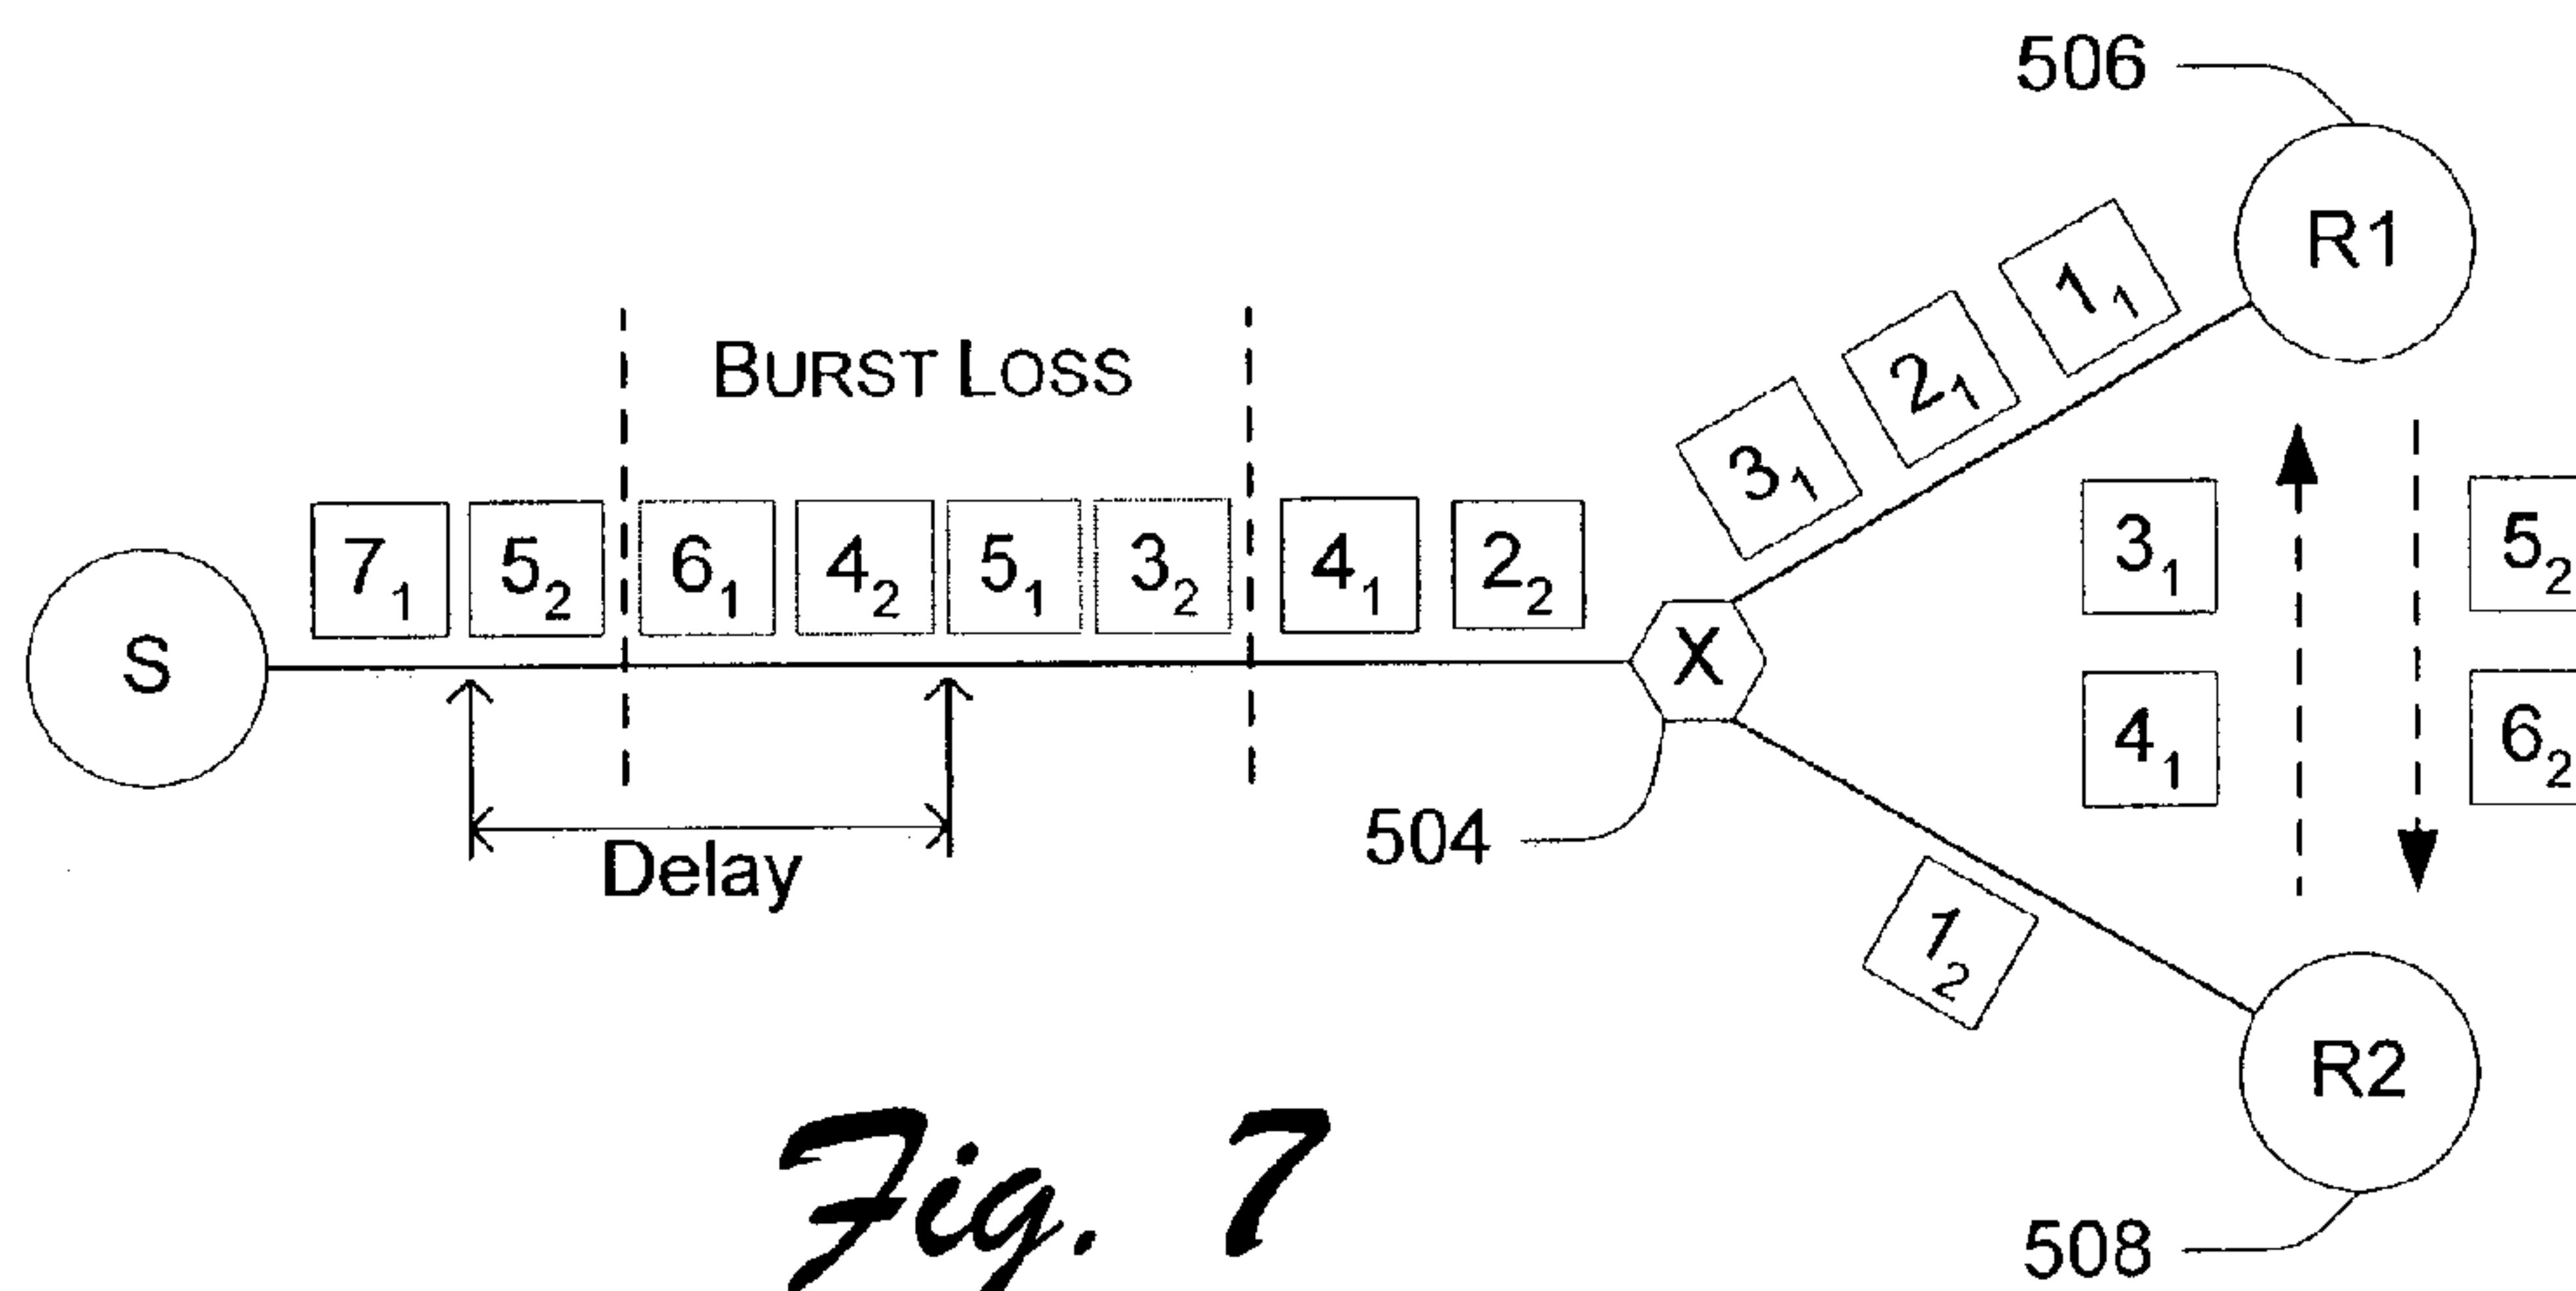 506
R1
1₁
2₁
3₁
BURST LOSS
S
7₁
5₂
6₁
4₂
5₁
3₂
4₁
2₂
X
3₁
5₂
4₁
6₂
Delay
504
1₂
R2
508
Fig. 7